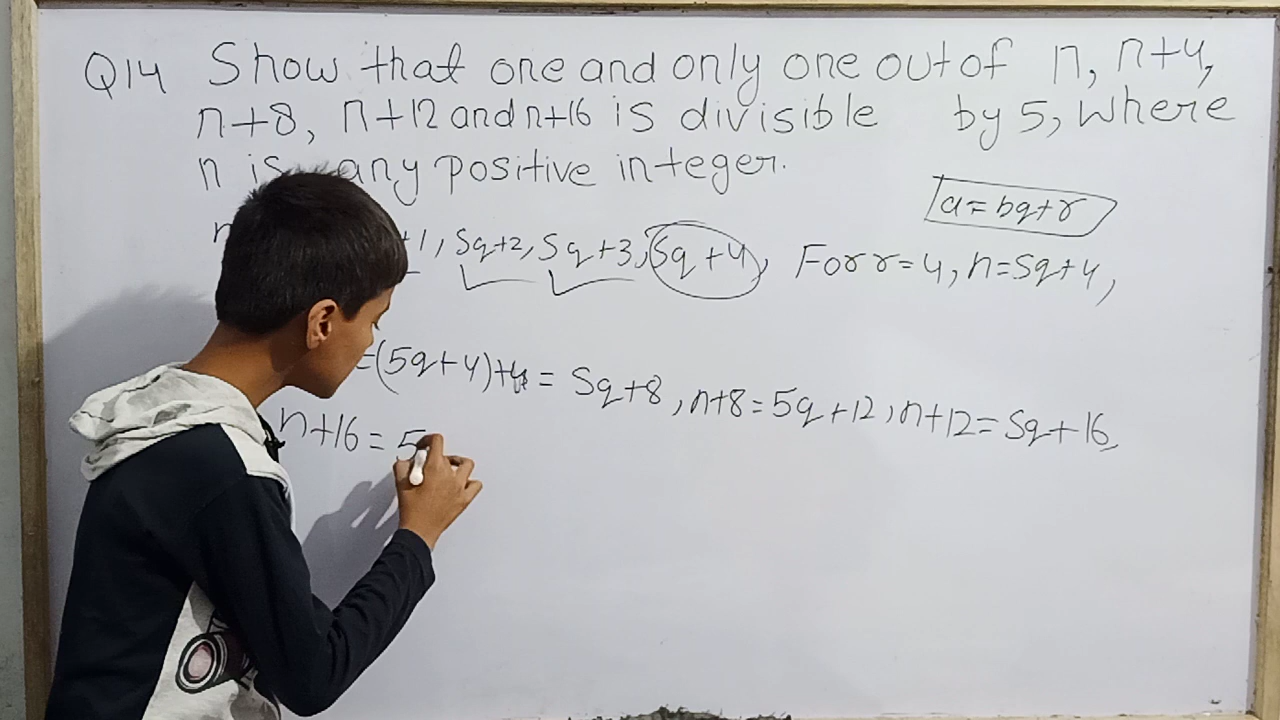 Q14 Show that one and only one out of n, n+4,
n+8, n+12 and n+16 is divisible by 5, where
n is any positive integer.
a=bq+r
+1, 5q+2, 5q+3, 5q+4, For r=4, n=5q+4,
=(5q+4)+4= 5q+8, n+8=5q+12, n+12=5q+16,
n+16=5